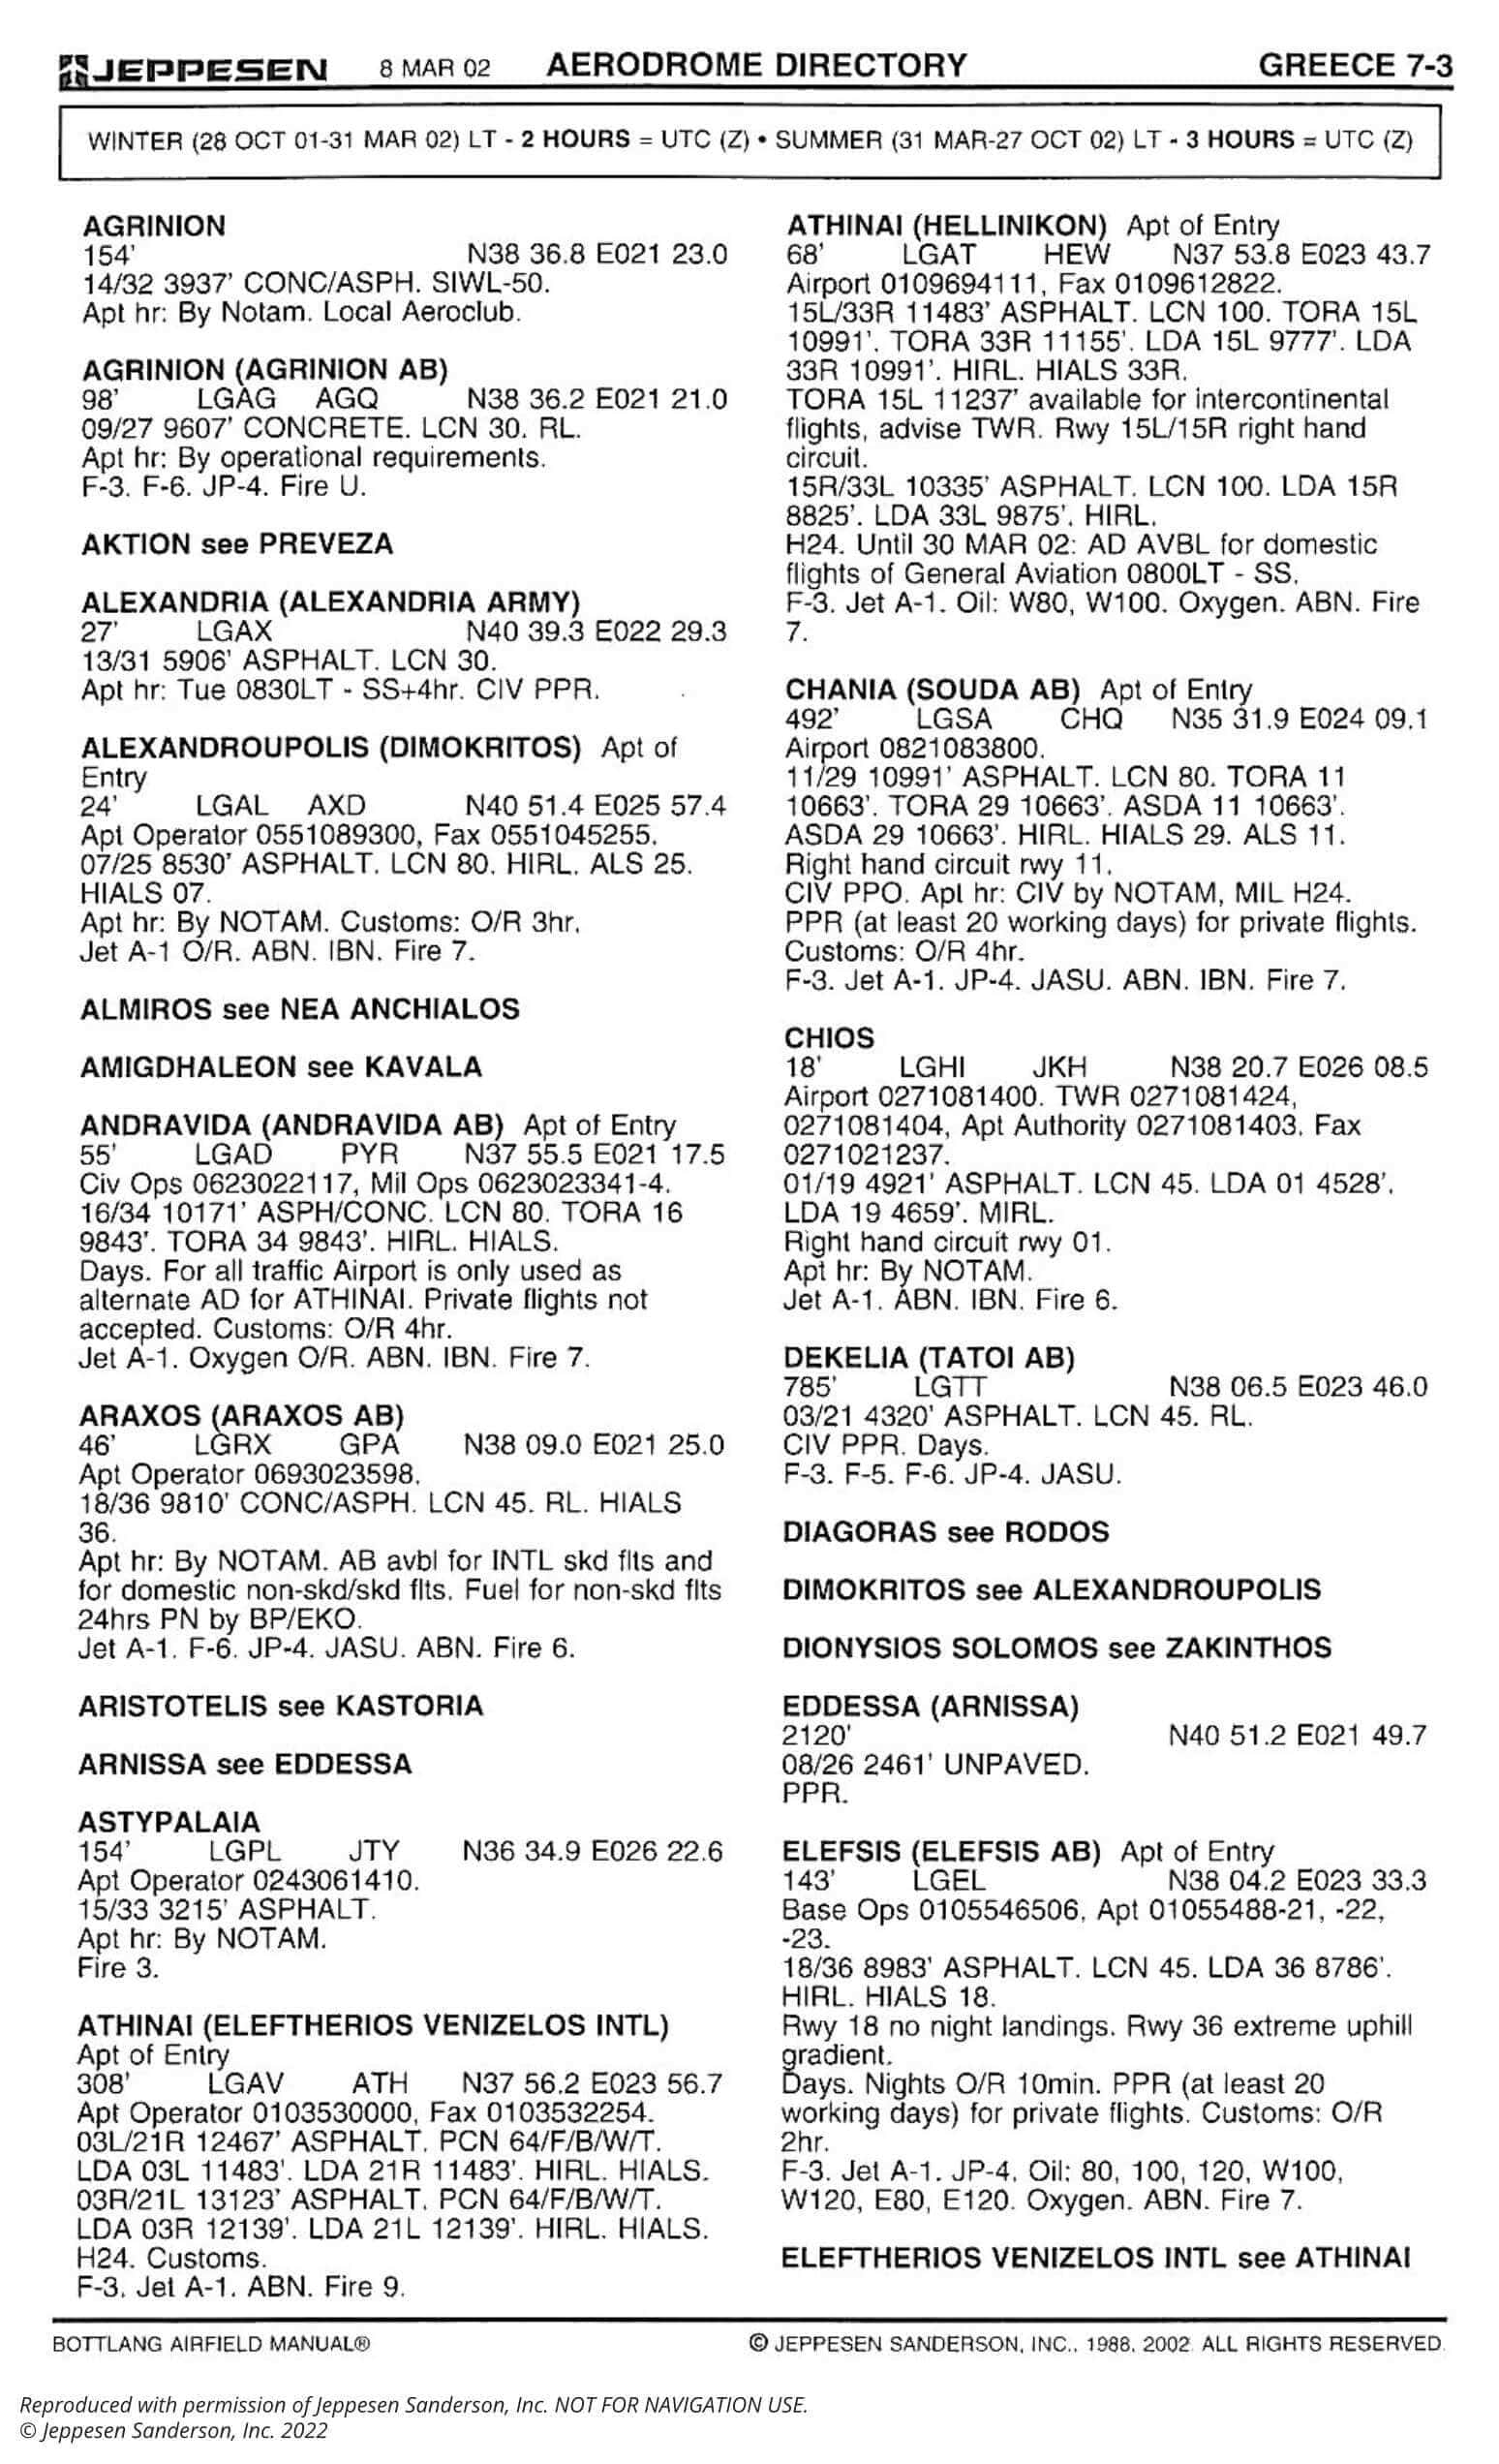 JEPPESEN 8 MAR 02 AERODROME DIRECTORY GREECE 7-3
WINTER (28 OCT 01-31 MAR 02) LT - 2 HOURS = UTC (Z) • SUMMER (31 MAR-27 OCT 02) LT - 3 HOURS = UTC (Z)
AGRINION
154' N38 36.8 E021 23.0
14/32 3937' CONC/ASPH. SIWL-50.
Apt hr: By Notam. Local Aeroclub.
AGRINION (AGRINION AB)
98' LGAG AGQ N38 36.2 E021 21.0
09/27 9607' CONCRETE. LCN 30. RL.
Apt hr: By operational requirements.
F-3. F-6. JP-4. Fire U.
AKTION see PREVEZA
ALEXANDRIA (ALEXANDRIA ARMY)
27' LGAX N40 39.3 E022 29.3
13/31 5906' ASPHALT. LCN 30.
Apt hr: Tue 0830LT - SS+4hr. CIV PPR.
ALEXANDROUPOLIS (DIMOKRITOS) Apt of
Entry
24' LGAL AXD N40 51.4 E025 57.4
Apt Operator 0551089300, Fax 0551045255.
07/25 8530' ASPHALT. LCN 80. HIRL. ALS 25.
HIALS 07.
Apt hr: By NOTAM. Customs: O/R 3hr.
Jet A-1 O/R. ABN. IBN. Fire 7.
ALMIROS see NEA ANCHIALOS
AMIGDHALEON see KAVALA
ANDRAVIDA (ANDRAVIDA AB) Apt of Entry
55' LGAD PYR N37 55.5 E021 17.5
Civ Ops 0623022117, Mil Ops 0623023341-4.
16/34 10171' ASPH/CONC. LCN 80. TORA 16
9843'. TORA 34 9843'. HIRL. HIALS.
Days. For all traffic Airport is only used as
alternate AD for ATHINAI. Private flights not
accepted. Customs: O/R 4hr.
Jet A-1. Oxygen O/R. ABN. IBN. Fire 7.
ARAXOS (ARAXOS AB)
46' LGRX GPA N38 09.0 E021 25.0
Apt Operator 0693023598.
18/36 9810' CONC/ASPH. LCN 45. RL. HIALS
36.
Apt hr: By NOTAM. AB avbl for INTL skd flts and
for domestic non-skd/skd flts. Fuel for non-skd flts
24hrs PN by BP/EKO.
Jet A-1. F-6. JP-4. JASU. ABN. Fire 6.
ARISTOTELIS see KASTORIA
ARNISSA see EDDESSA
ASTYPALAIA
154' LGPL JTY N36 34.9 E026 22.6
Apt Operator 0243061410.
15/33 3215' ASPHALT.
Apt hr: By NOTAM.
Fire 3.
ATHINAI (ELEFTHERIOS VENIZELOS INTL)
Apt of Entry
308' LGAV ATH N37 56.2 E023 56.7
Apt Operator 0103530000, Fax 0103532254.
03L/21R 12467' ASPHALT. PCN 64/F/B/W/T.
LDA 03L 11483'. LDA 21R 11483'. HIRL. HIALS.
03R/21L 13123' ASPHALT. PCN 64/F/B/W/T.
LDA 03R 12139'. LDA 21L 12139'. HIRL. HIALS.
H24. Customs.
F-3. Jet A-1. ABN. Fire 9.
ATHINAI (HELLINIKON) Apt of Entry
68' LGAT HEW N37 53.8 E023 43.7
Airport 0109694111, Fax 0109612822.
15L/33R 11483' ASPHALT. LCN 100. TORA 15L
10991'. TORA 33R 11155'. LDA 15L 9777'. LDA
33R 10991'. HIRL. HIALS 33R.
TORA 15L 11237' available for intercontinental
flights, advise TWR. Rwy 15L/15R right hand
circuit.
15R/33L 10335' ASPHALT. LCN 100. LDA 15R
8825'. LDA 33L 9875'. HIRL.
H24. Until 30 MAR 02: AD AVBL for domestic
flights of General Aviation 0800LT - SS.
F-3. Jet A-1. Oil: W80, W100. Oxygen. ABN. Fire
7.
CHANIA (SOUDA AB) Apt of Entry
492' LGSA CHQ N35 31.9 E024 09.1
Airport 0821083800.
11/29 10991' ASPHALT. LCN 80. TORA 11
10663'. TORA 29 10663'. ASDA 11 10663'.
ASDA 29 10663'. HIRL. HIALS 29. ALS 11.
Right hand circuit rwy 11.
CIV PPO. Apt hr: CIV by NOTAM, MIL H24.
PPR (at least 20 working days) for private flights.
Customs: O/R 4hr.
F-3. Jet A-1. JP-4. JASU. ABN. IBN. Fire 7.
CHIOS
18' LGHI JKH N38 20.7 E026 08.5
Airport 0271081400. TWR 0271081424,
0271081404, Apt Authority 0271081403. Fax
0271021237.
01/19 4921' ASPHALT. LCN 45. LDA 01 4528'.
LDA 19 4659'. MIRL.
Right hand circuit rwy 01.
Apt hr: By NOTAM.
Jet A-1. ABN. IBN. Fire 6.
DEKELIA (TATOI AB)
785' LGTT N38 06.5 E023 46.0
03/21 4320' ASPHALT. LCN 45. RL.
CIV PPR. Days.
F-3. F-5. F-6. JP-4. JASU.
DIAGORAS see RODOS
DIMOKRITOS see ALEXANDROUPOLIS
DIONYSIOS SOLOMOS see ZAKINTHOS
EDDESSA (ARNISSA)
2120' N40 51.2 E021 49.7
08/26 2461' UNPAVED.
PPR.
ELEFSIS (ELEFSIS AB) Apt of Entry
143' LGEL N38 04.2 E023 33.3
Base Ops 0105546506, Apt 01055488-21, -22,
-23.
18/36 8983' ASPHALT. LCN 45. LDA 36 8786'.
HIRL. HIALS 18.
Rwy 18 no night landings. Rwy 36 extreme uphill
gradient.
Days. Nights O/R 10min. PPR (at least 20
working days) for private flights. Customs: O/R
2hr.
F-3. Jet A-1. JP-4. Oil: 80, 100, 120, W100,
W120, E80, E120. Oxygen. ABN. Fire 7.
ELEFTHERIOS VENIZELOS INTL see ATHINAI
BOTTLANG AIRFIELD MANUAL® © JEPPESEN SANDERSON, INC., 1988, 2002. ALL RIGHTS RESERVED.
Reproduced with permission of Jeppesen Sanderson, Inc. NOT FOR NAVIGATION USE.
© Jeppesen Sanderson, Inc. 2022